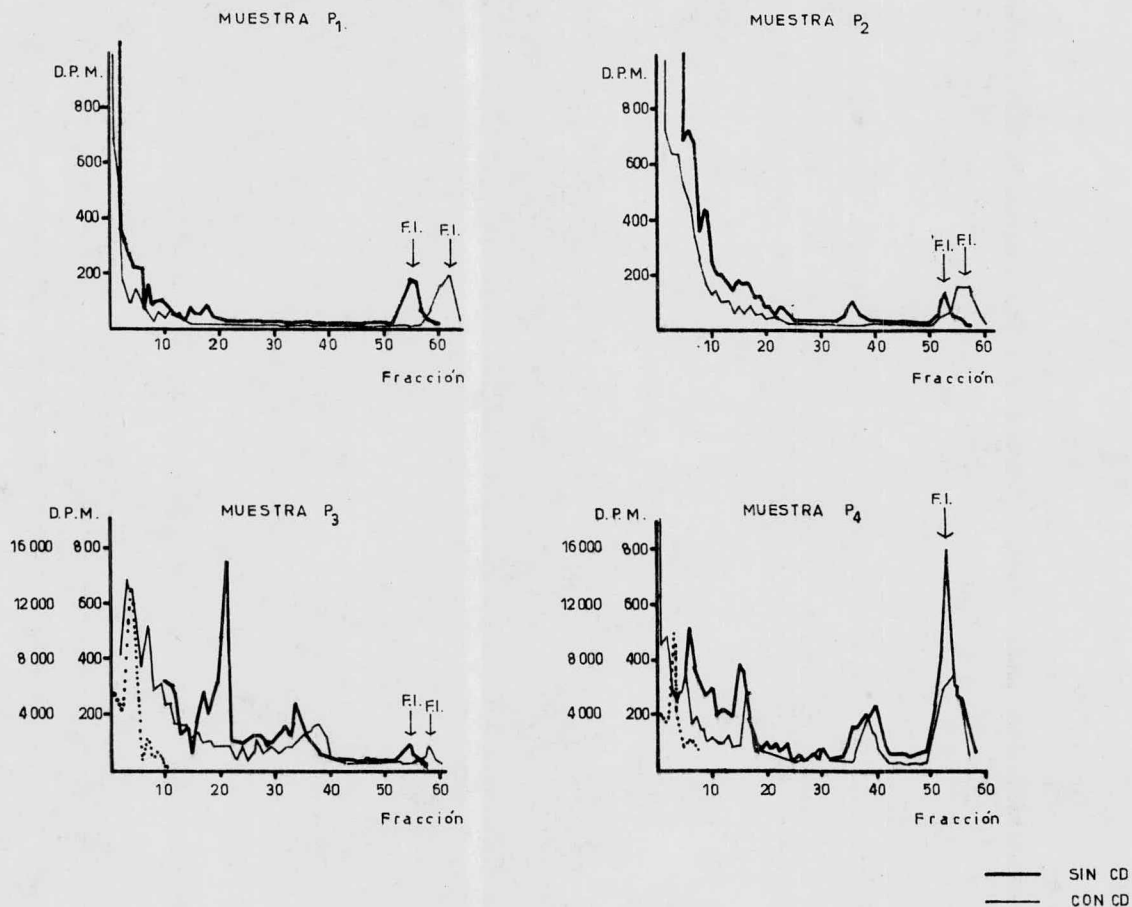 MUESTRA P1.
D.P.M.
800
600
400
200
F.I. F.I.
10 20 30 40 50 60
Fracción
MUESTRA P2
D.P.M.
800
600
400
200
F.I. F.I.
10 20 30 40 50 60
Fracción
MUESTRA P3
D.P.M.
16 000 800
12 000 600
8 000 400
4 000 200
F.I. F.I.
0 10 20 30 40 50 60
Fracción
MUESTRA P4
D.P.M.
16 000 800
12 000 600
8 000 400
4 000 200
F.I.
0 10 20 30 40 50 60
Fracción
SIN CD
CON CD